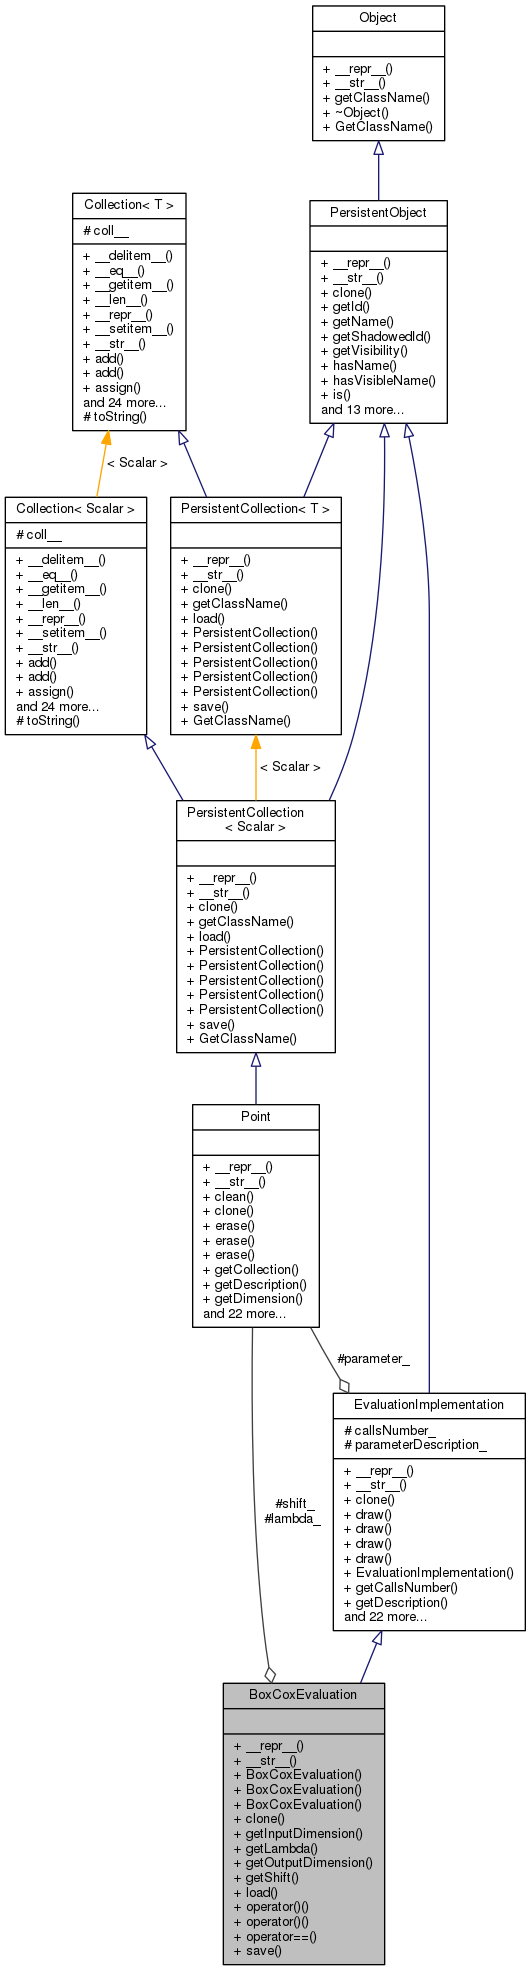 Object
+ __repr__()
+ __str__()
+ getClassName()
+ ~Object()
+ GetClassName()
Collection< T >
# coll__
+ __delitem__()
+ __eq__()
+ __getitem__()
+ __len__()
+ __repr__()
+ __setitem__()
+ __str__()
+ add()
+ add()
+ assign()
and 24 more...
# toString()
PersistentObject
+ __repr__()
+ __str__()
+ clone()
+ getId()
+ getName()
+ getShadowedId()
+ getVisibility()
+ hasName()
+ hasVisibleName()
+ is()
and 13 more...
< Scalar >
Collection< Scalar >
# coll__
+ __delitem__()
+ __eq__()
+ __getitem__()
+ __len__()
+ __repr__()
+ __setitem__()
+ __str__()
+ add()
+ add()
+ assign()
and 24 more...
# toString()
PersistentCollection< T >
+ __repr__()
+ __str__()
+ clone()
+ getClassName()
+ load()
+ PersistentCollection()
+ PersistentCollection()
+ PersistentCollection()
+ PersistentCollection()
+ PersistentCollection()
+ save()
+ GetClassName()
< Scalar >
PersistentCollection
< Scalar >
+ __repr__()
+ __str__()
+ clone()
+ getClassName()
+ load()
+ PersistentCollection()
+ PersistentCollection()
+ PersistentCollection()
+ PersistentCollection()
+ PersistentCollection()
+ save()
+ GetClassName()
Point
+ __repr__()
+ __str__()
+ clean()
+ clone()
+ erase()
+ erase()
+ erase()
+ getCollection()
+ getDescription()
+ getDimension()
and 22 more...
#parameter_
EvaluationImplementation
# callsNumber_
# parameterDescription_
+ __repr__()
+ __str__()
+ clone()
+ draw()
+ draw()
+ draw()
+ draw()
+ EvaluationImplementation()
+ getCallsNumber()
+ getDescription()
and 22 more...
#shift_
#lambda_
BoxCoxEvaluation
+ __repr__()
+ __str__()
+ BoxCoxEvaluation()
+ BoxCoxEvaluation()
+ BoxCoxEvaluation()
+ clone()
+ getInputDimension()
+ getLambda()
+ getOutputDimension()
+ getShift()
+ load()
+ operator()()
+ operator()()
+ operator==()
+ save()